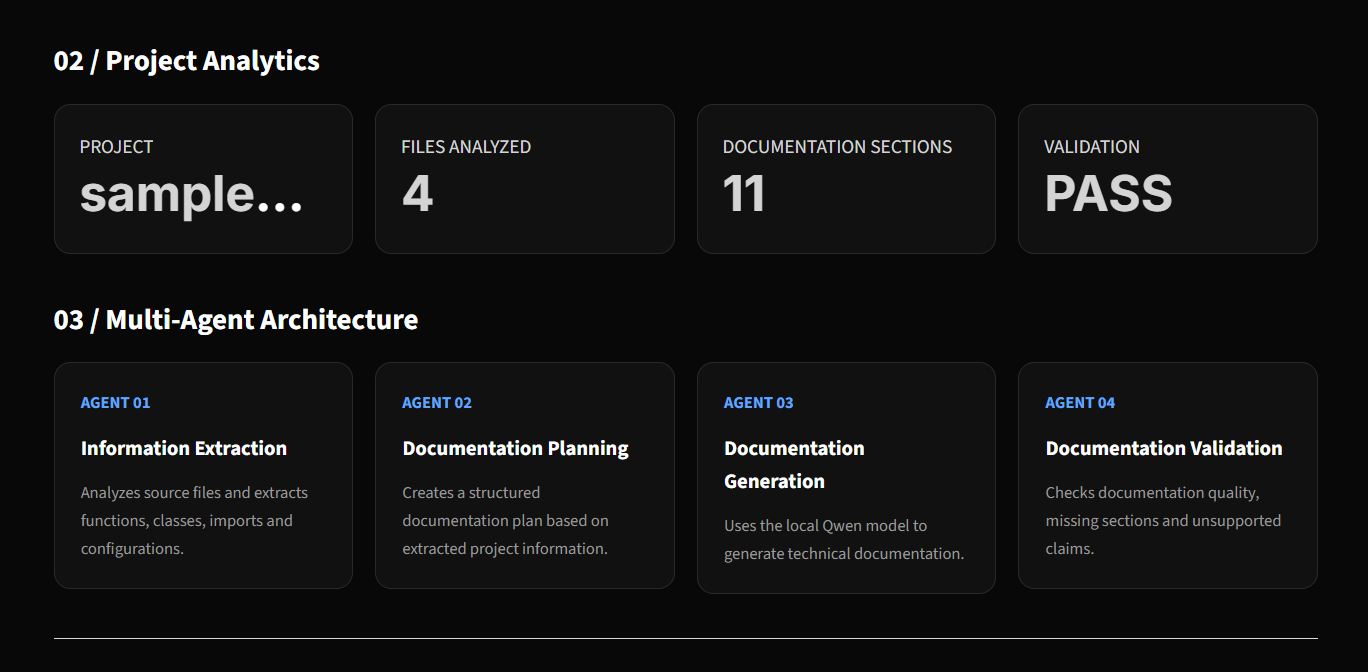 02 / Project Analytics
PROJECT
sample...
FILES ANALYZED
4
DOCUMENTATION SECTIONS
11
VALIDATION
PASS
03 / Multi-Agent Architecture
AGENT 01
Information Extraction
Analyzes source files and extracts
functions, classes, imports and
configurations.
AGENT 02
Documentation Planning
Creates a structured
documentation plan based on
extracted project information.
AGENT 03
Documentation
Generation
Uses the local Qwen model to
generate technical documentation.
AGENT 04
Documentation Validation
Checks documentation quality,
missing sections and unsupported
claims.